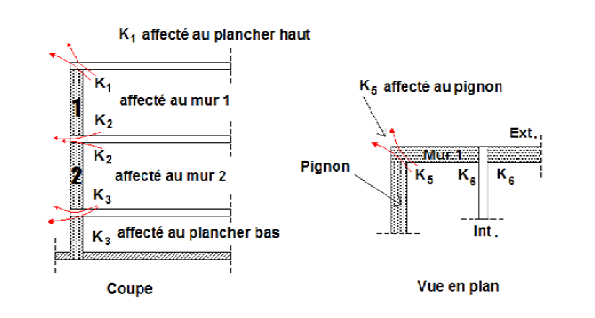 K1 affecté au plancher haut
K1
1
affecté au mur 1
K2
K2
2
affecté au mur 2
K3
K3 affecté au plancher bas
Coupe
K5 affecté au pignon
Ext.
Mur 1
Pignon
K5
K6
K6
Int.
Vue en plan